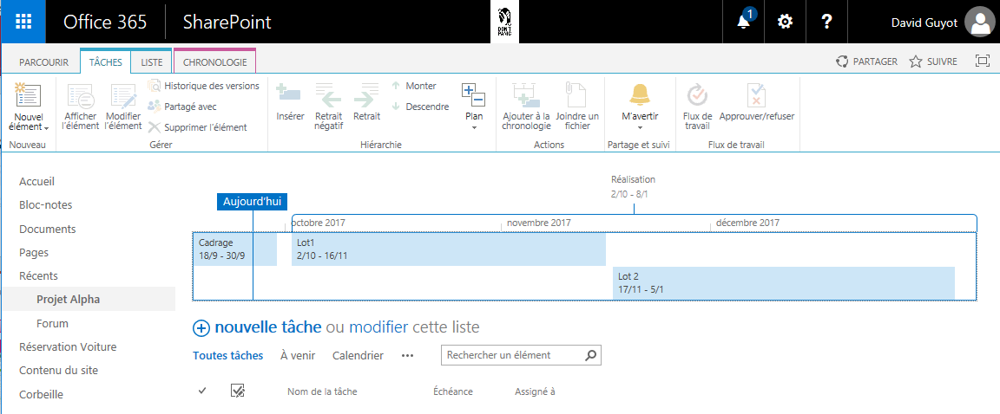 Office 365 SharePoint DON'T PANIC 1 ? David Guyot
PARCOURIR TÂCHES LISTE CHRONOLOGIE PARTAGER SUIVRE
Nouvel élément
Nouveau
Afficher l'élément
Modifier l'élément
Historique des versions
Partagé avec
Supprimer l'élément
Gérer
Insérer
Retrait négatif
Retrait
Monter
Descendre
Plan
Hiérarchie
Ajouter à la chronologie
Joindre un fichier
Actions
M'avertir
Partage et suivi
Flux de travail
Approuver/refuser
Flux de travail
Accueil
Bloc-notes
Documents
Pages
Récents
Projet Alpha
Forum
Réservation Voiture
Contenu du site
Corbeille
Réalisation
2/10 - 8/1
Aujourd'hui
octobre 2017 novembre 2017 décembre 2017
Cadrage
18/9 - 30/9
Lot1
2/10 - 16/11
Lot 2
17/11 - 5/1
nouvelle tâche ou modifier cette liste
Toutes tâches À venir Calendrier ••• Rechercher un élément
Nom de la tâche Échéance Assigné à